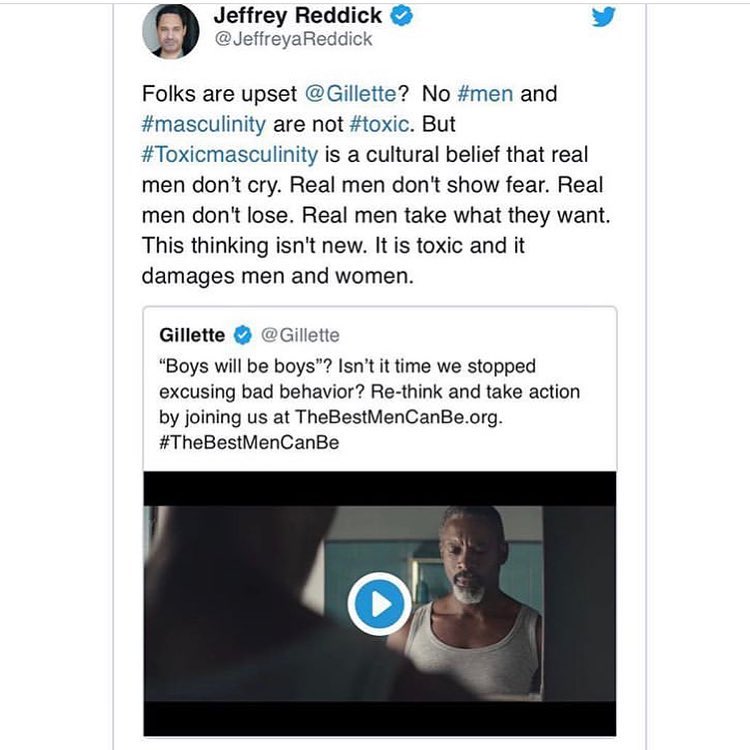 Jeffrey Reddick
@JeffreyaReddick
Folks are upset @Gillette?  No #men and
#masculinity are not #toxic. But
#Toxicmasculinity is a cultural belief that real
men don’t cry. Real men don't show fear. Real
men don't lose. Real men take what they want.
This thinking isn't new. It is toxic and it
damages men and women.
Gillette @Gillette
“Boys will be boys”? Isn’t it time we stopped
excusing bad behavior? Re-think and take action
by joining us at TheBestMenCanBe.org.
#TheBestMenCanBe